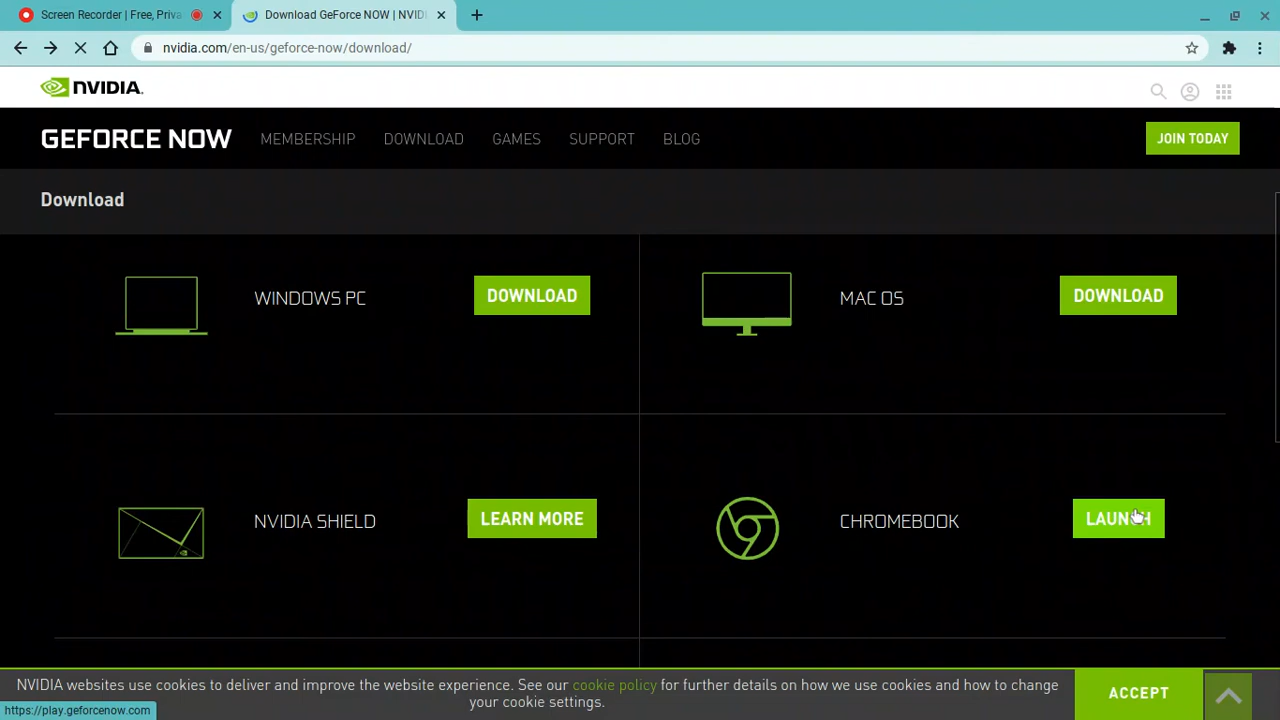 Screen Recorder | Free, Priva
Download GeForce NOW | NVIDI
nvidia.com/en-us/geforce-now/download/
NVIDIA.
GEFORCE NOW MEMBERSHIP DOWNLOAD GAMES SUPPORT BLOG JOIN TODAY
Download
WINDOWS PC DOWNLOAD
MAC OS DOWNLOAD
NVIDIA SHIELD LEARN MORE
CHROMEBOOK LAUNCH
NVIDIA websites use cookies to deliver and improve the website experience. See our cookie policy for further details on how we use cookies and how to change
your cookie settings.
ACCEPT
https://play.geforcenow.com